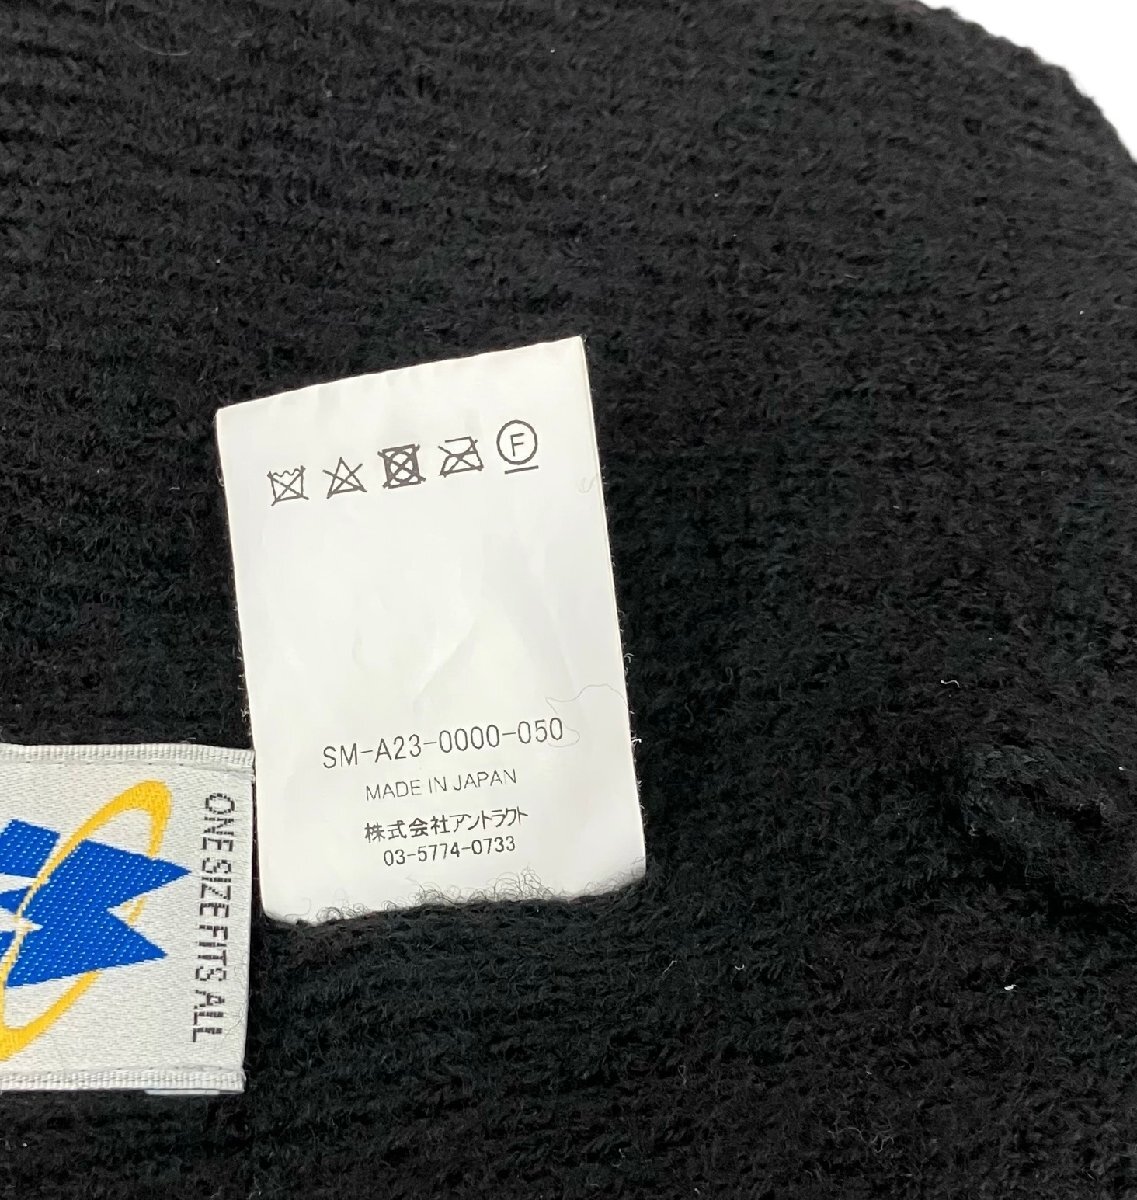 F
SM-A23-0000-050
MADE IN JAPAN
株式会社アントラクト
03-5774-0733
ONE SIZE FITS ALL